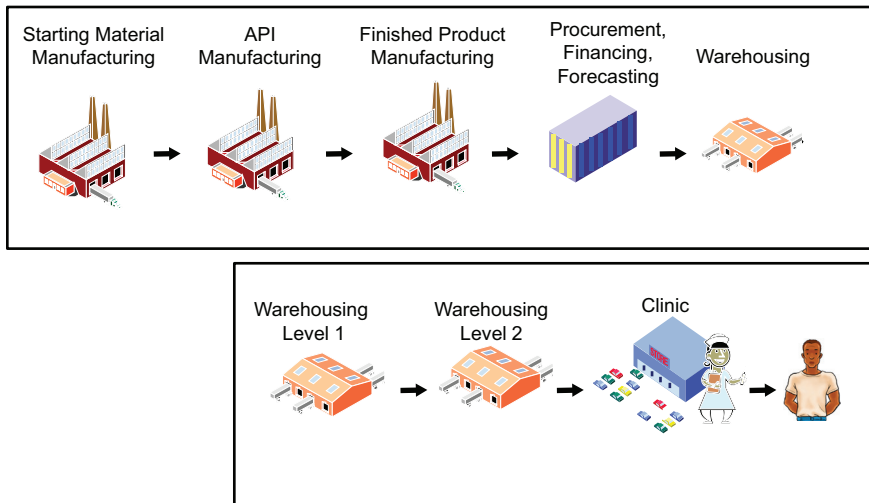 Starting Material
Manufacturing
API
Manufacturing
Finished Product
Manufacturing
Procurement,
Financing,
Forecasting
Warehousing
Warehousing
Level 1
Warehousing
Level 2
Clinic
STORE